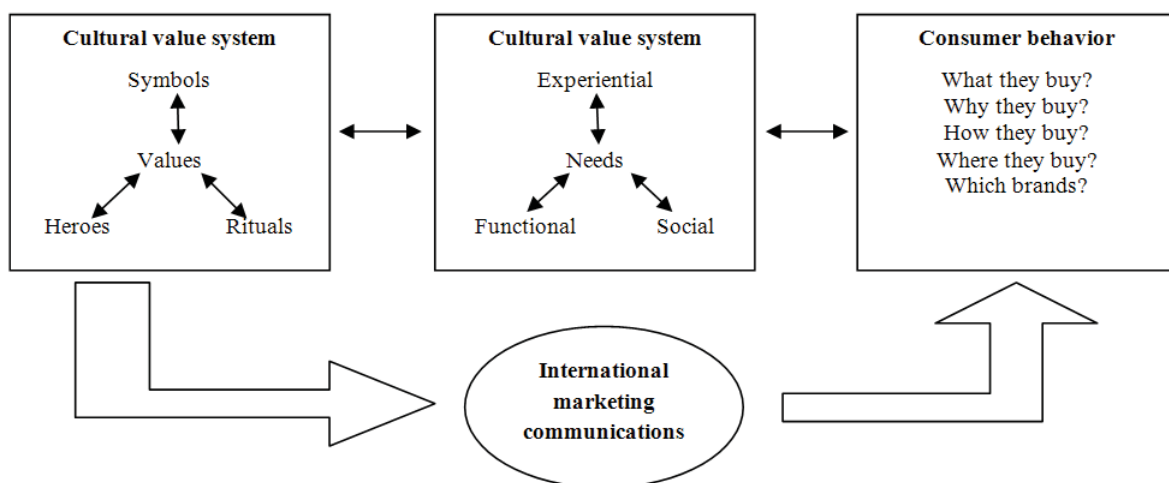 Cultural value system
Symbols
Values
Heroes
Rituals
Cultural value system
Experiential
Needs
Functional
Social
Consumer behavior
What they buy?
Why they buy?
How they buy?
Where they buy?
Which brands?
International
marketing
communications